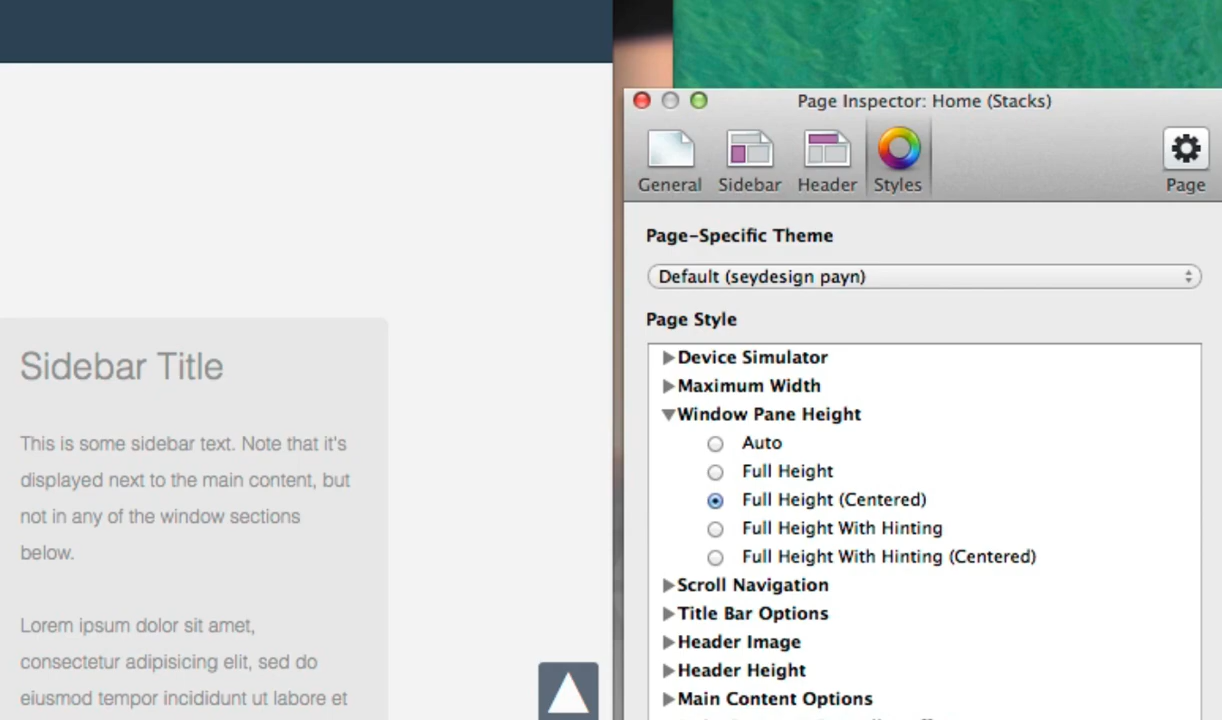 Page Inspector: Home (Stacks)
General
Sidebar
Header
Styles
Page
Page-Specific Theme
Default (seydesign payn)
Page Style
Device Simulator
Maximum Width
Window Pane Height
Auto
Full Height
Full Height (Centered)
Full Height With Hinting
Full Height With Hinting (Centered)
Scroll Navigation
Title Bar Options
Header Image
Header Height
Main Content Options
Sidebar Title
This is some sidebar text. Note that it's
displayed next to the main content, but
not in any of the window sections
below.
Lorem ipsum dolor sit amet,
consectetur adipisicing elit, sed do
eiusmod tempor incididunt ut labore et